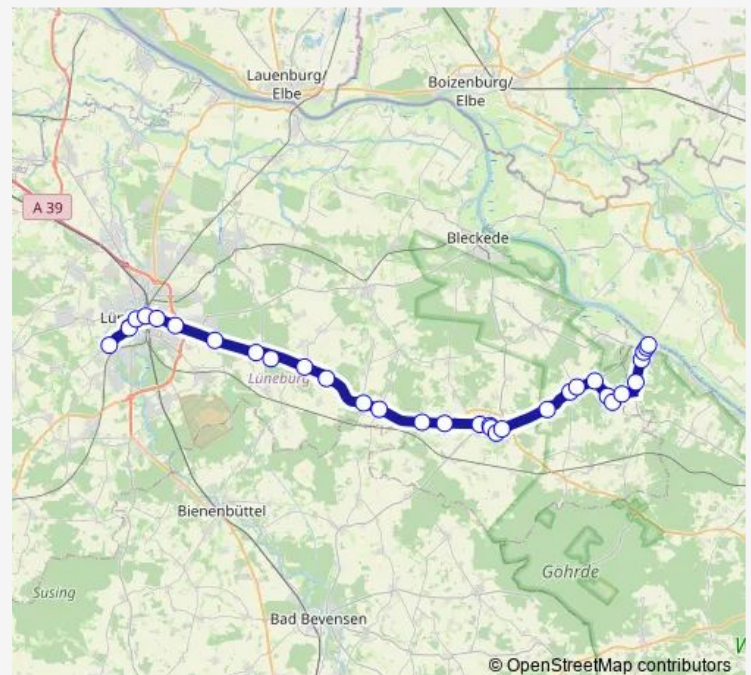 Lauenburg/
Elbe
Boizenburg/
Elbe
A 39
Bleckede
Lün
Lüneburg
Bienenbüttel
Göhrde
Susing
Bad Bevensen
W
© OpenStreetMap contributors